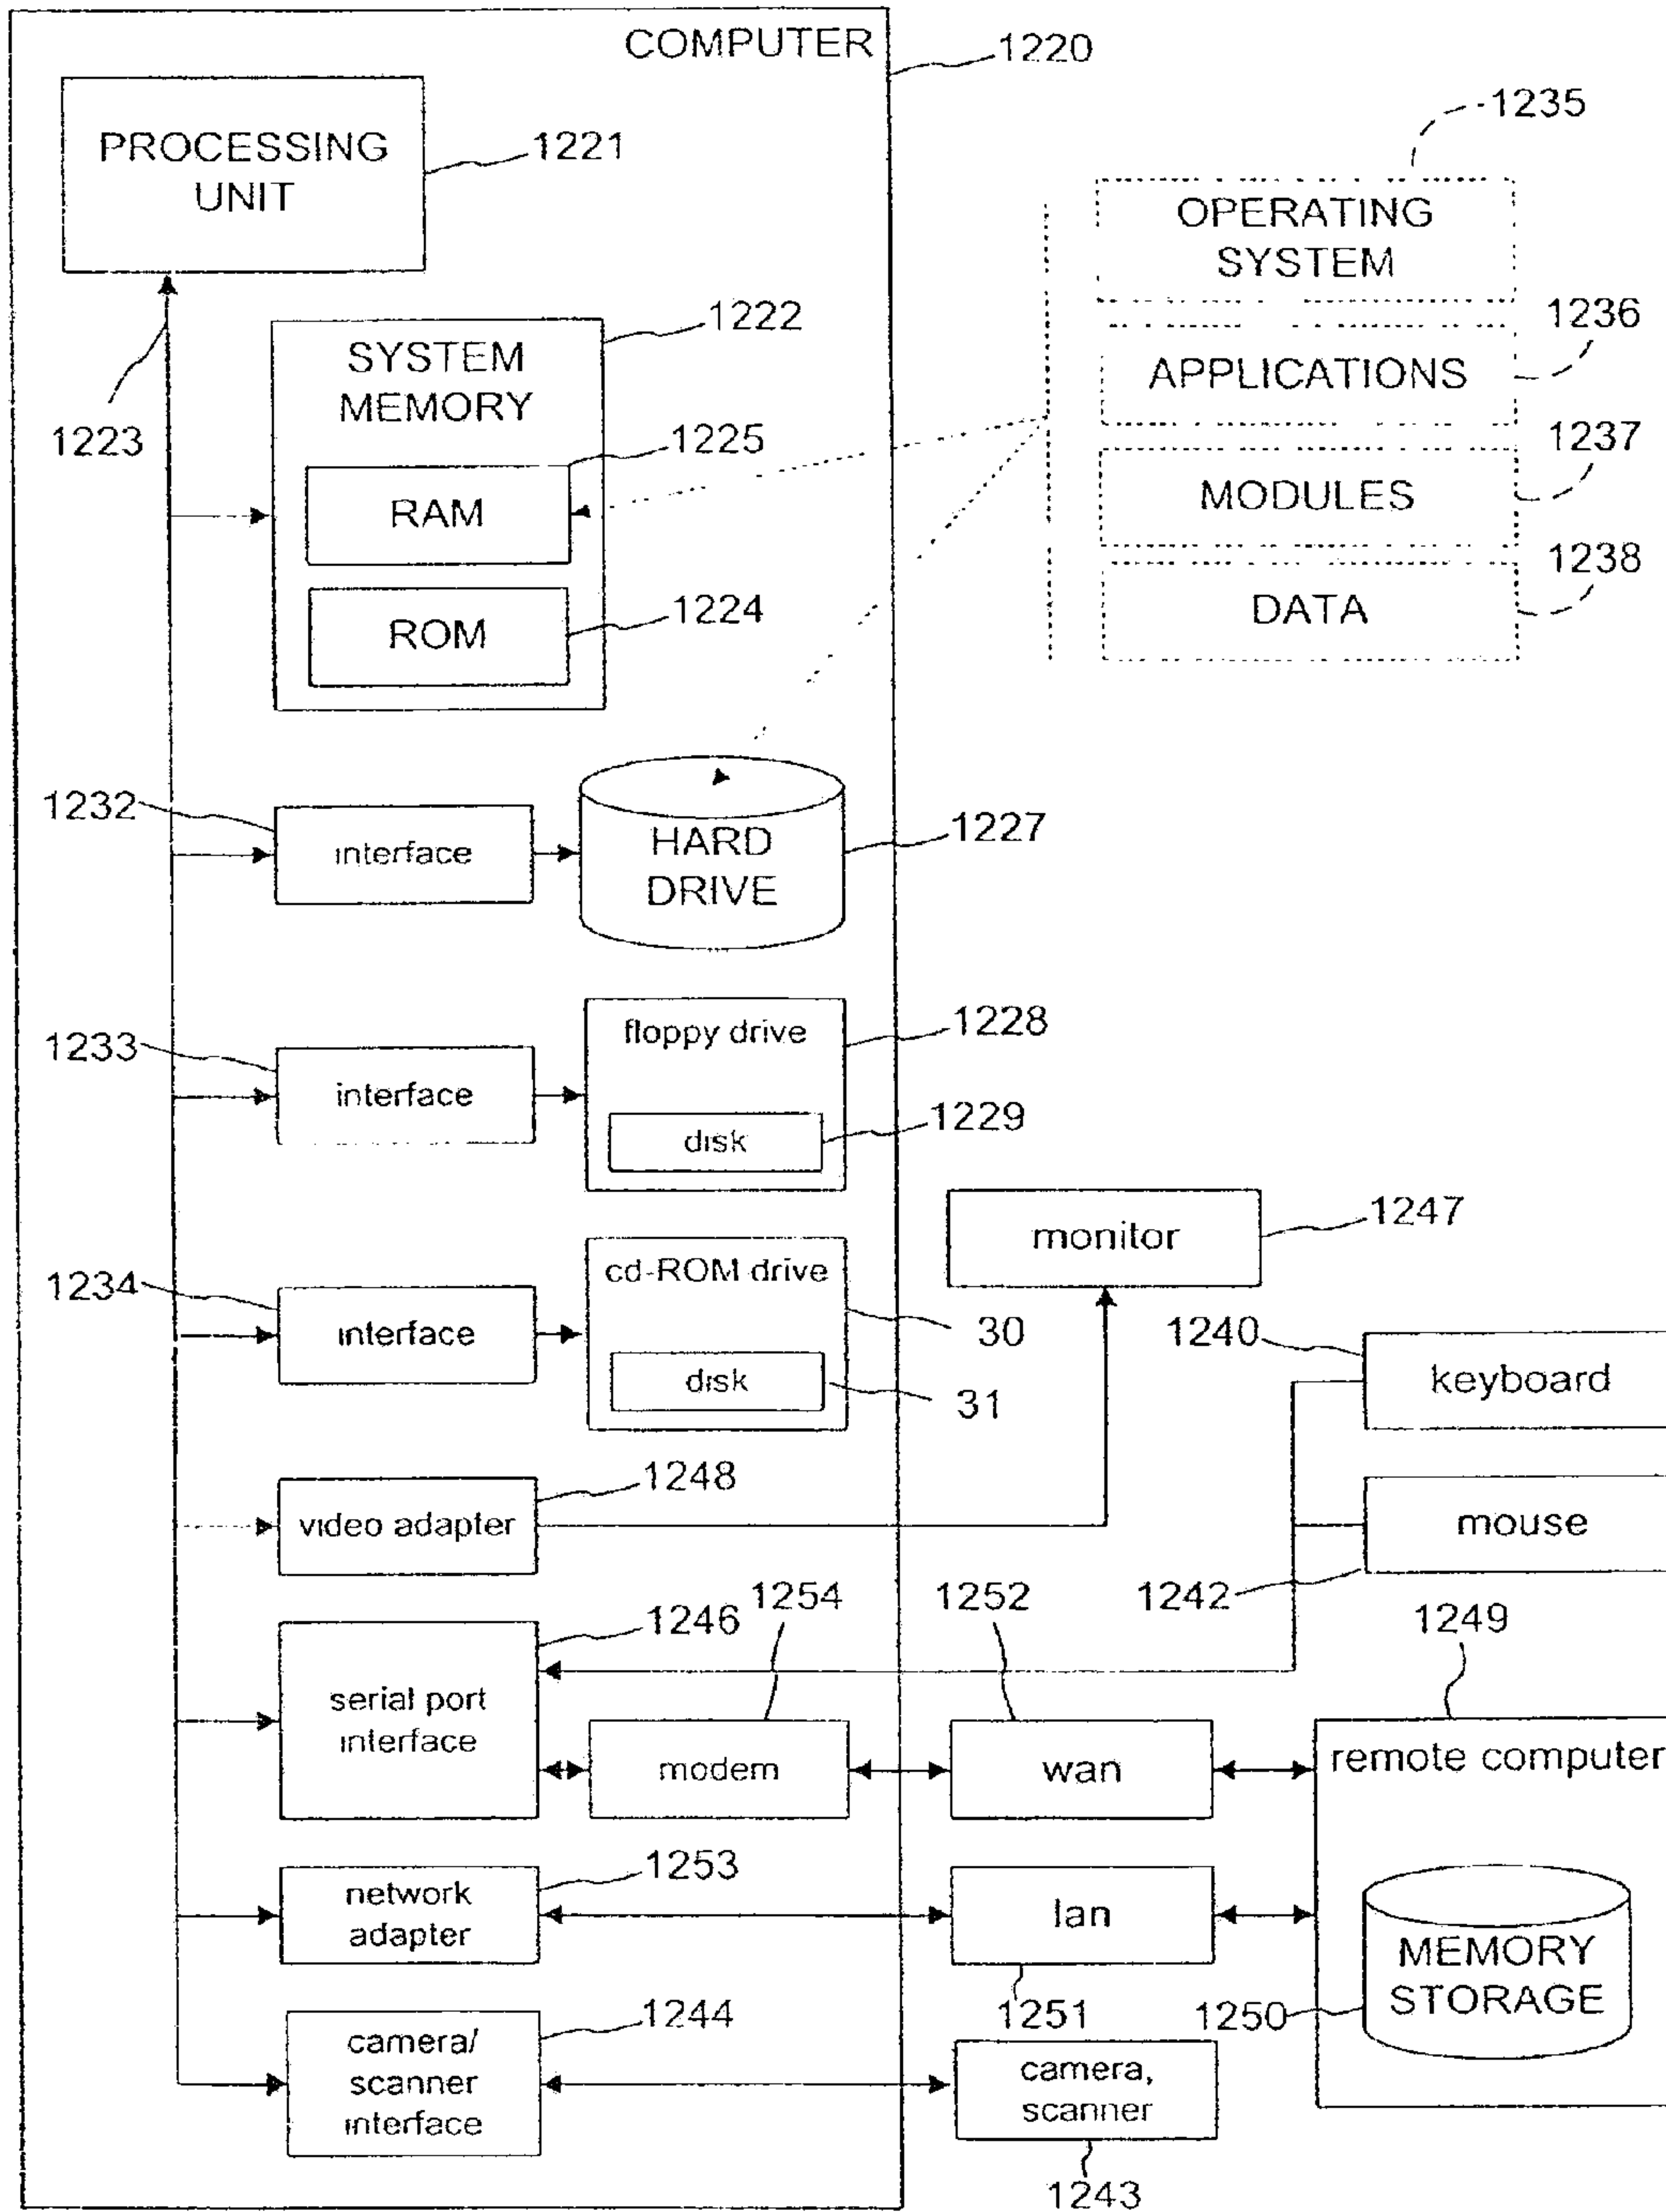 COMPUTER
1220
PROCESSING
UNIT
1221
1235
OPERATING
SYSTEM
1222
SYSTEM
MEMORY
1236
APPLICATIONS
1223
1225
RAM
1237
MODULES
1224
ROM
1238
DATA
1232
interface
HARD
DRIVE
1227
1233
interface
floppy drive
1228
disk
1229
monitor
1247
1234
interface
cd-ROM drive
30
disk
31
1240
keyboard
1248
video adapter
mouse
1242
1246
serial port
interface
1254
modem
1252
wan
1249
remote computer
1253
network
adapter
lan
1251
MEMORY
STORAGE
1250
1244
camera/
scanner
interface
camera,
scanner
1243